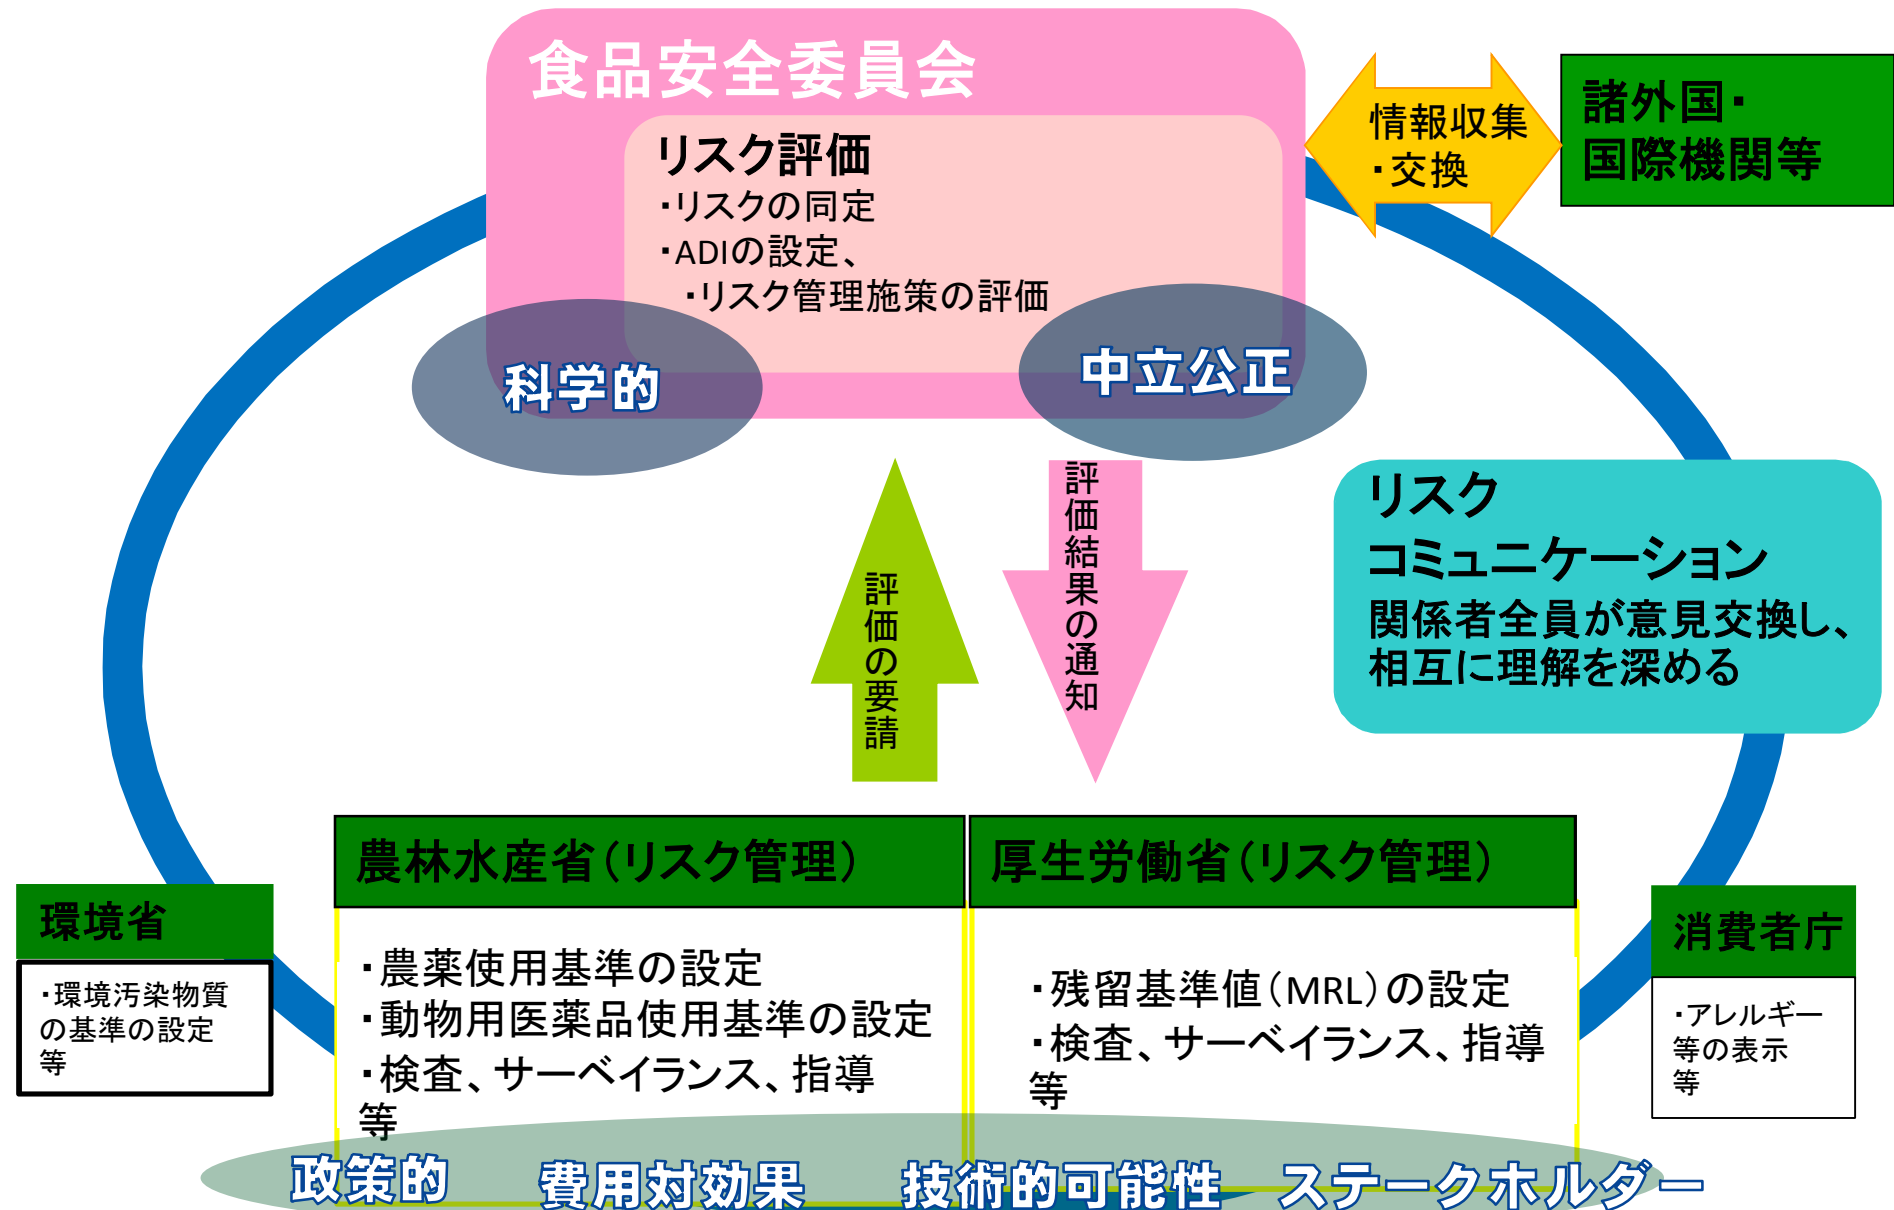 食品安全委員会
リスク評価
・リスクの同定
・ADIの設定、
・リスク管理施策の評価
科学的
中立公正
情報収集
・交換
諸外国・
国際機関等
評価の要請
評価結果の通知
リスク
コミュニケーション
関係者全員が意見交換し、
相互に理解を深める
環境省
・環境汚染物質
の基準の設定
等
農林水産省（リスク管理）
・農薬使用基準の設定
・動物用医薬品使用基準の設定
・検査、サーベイランス、指導
等
厚生労働省（リスク管理）
・残留基準値（MRL）の設定
・検査、サーベイランス、指導
等
消費者庁
・アレルギー
等の表示
等
政策的
費用対効果
技術的可能性
ステークホルダー